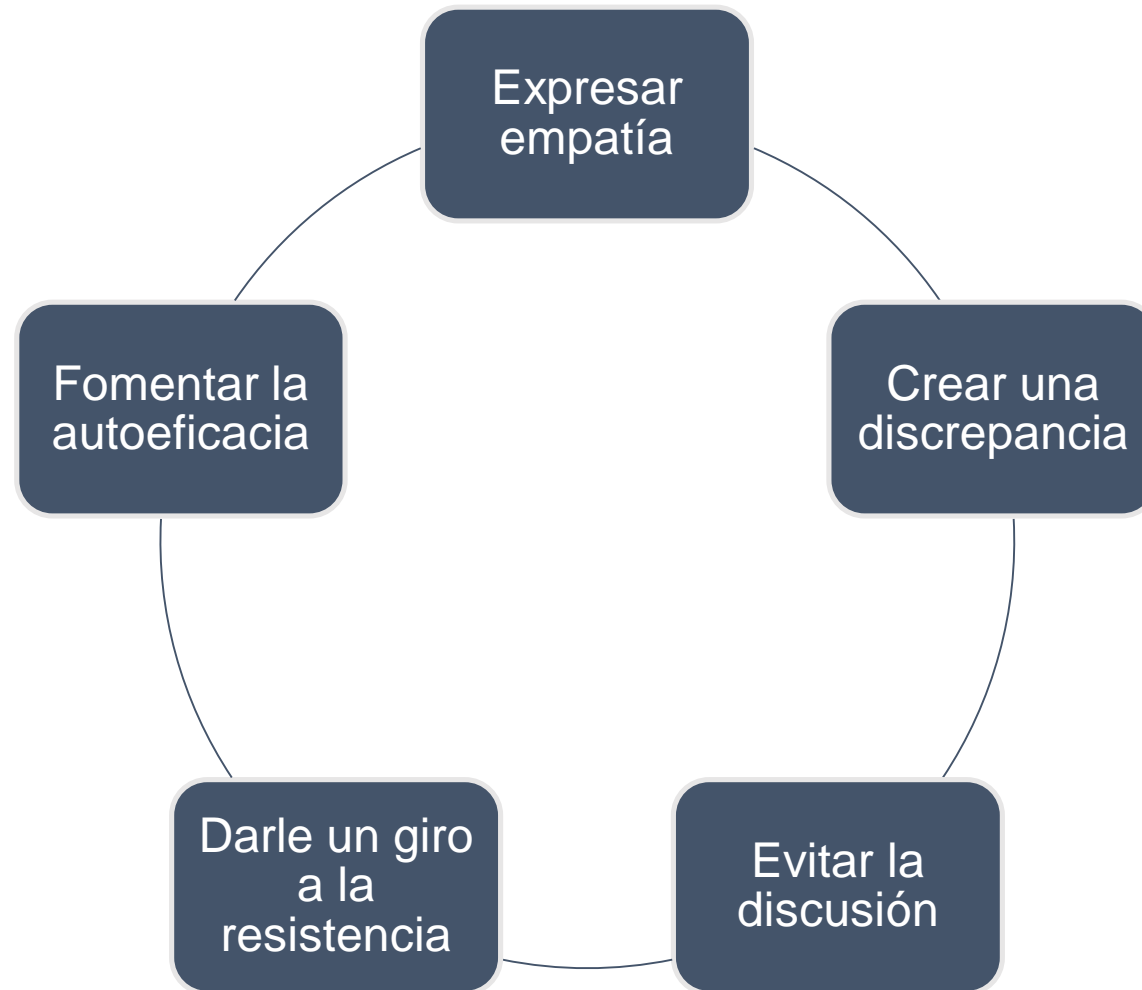 Expresar
empatía
Crear una
discrepancia
Evitar la
discusión
Darle un giro
a la
resistencia
Fomentar la
autoeficacia